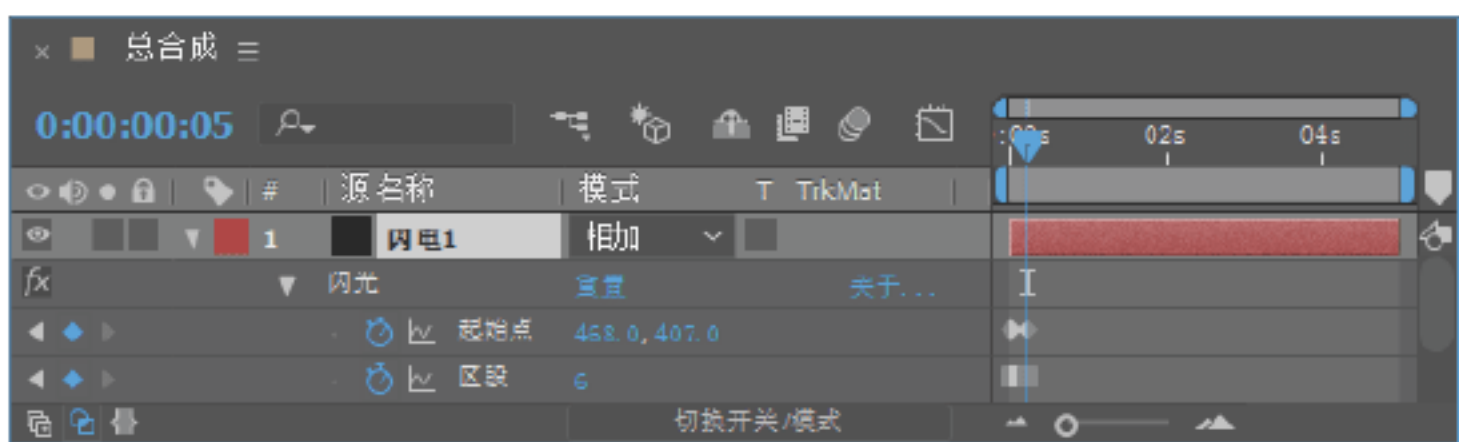 × 总合成 ≡
0:00:00:05
:00s 02s 04s
# 源名称 模式 T TrkMat
1 闪电1 相加
fx 闪光 重置 关于...
起始点 468.0,407.0
区段 6
切换开关/模式